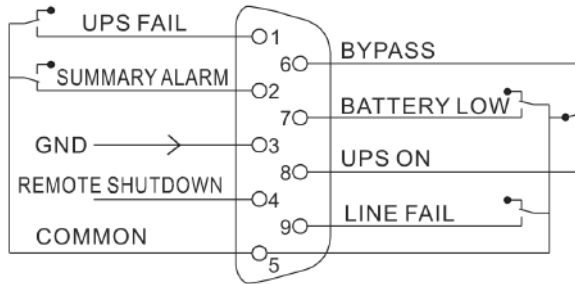 UPS FAIL
1
BYPASS
6
SUMMARY ALARM
2
BATTERY LOW
7
GND
3
UPS ON
8
REMOTE SHUTDOWN
4
LINE FAIL
9
COMMON
5